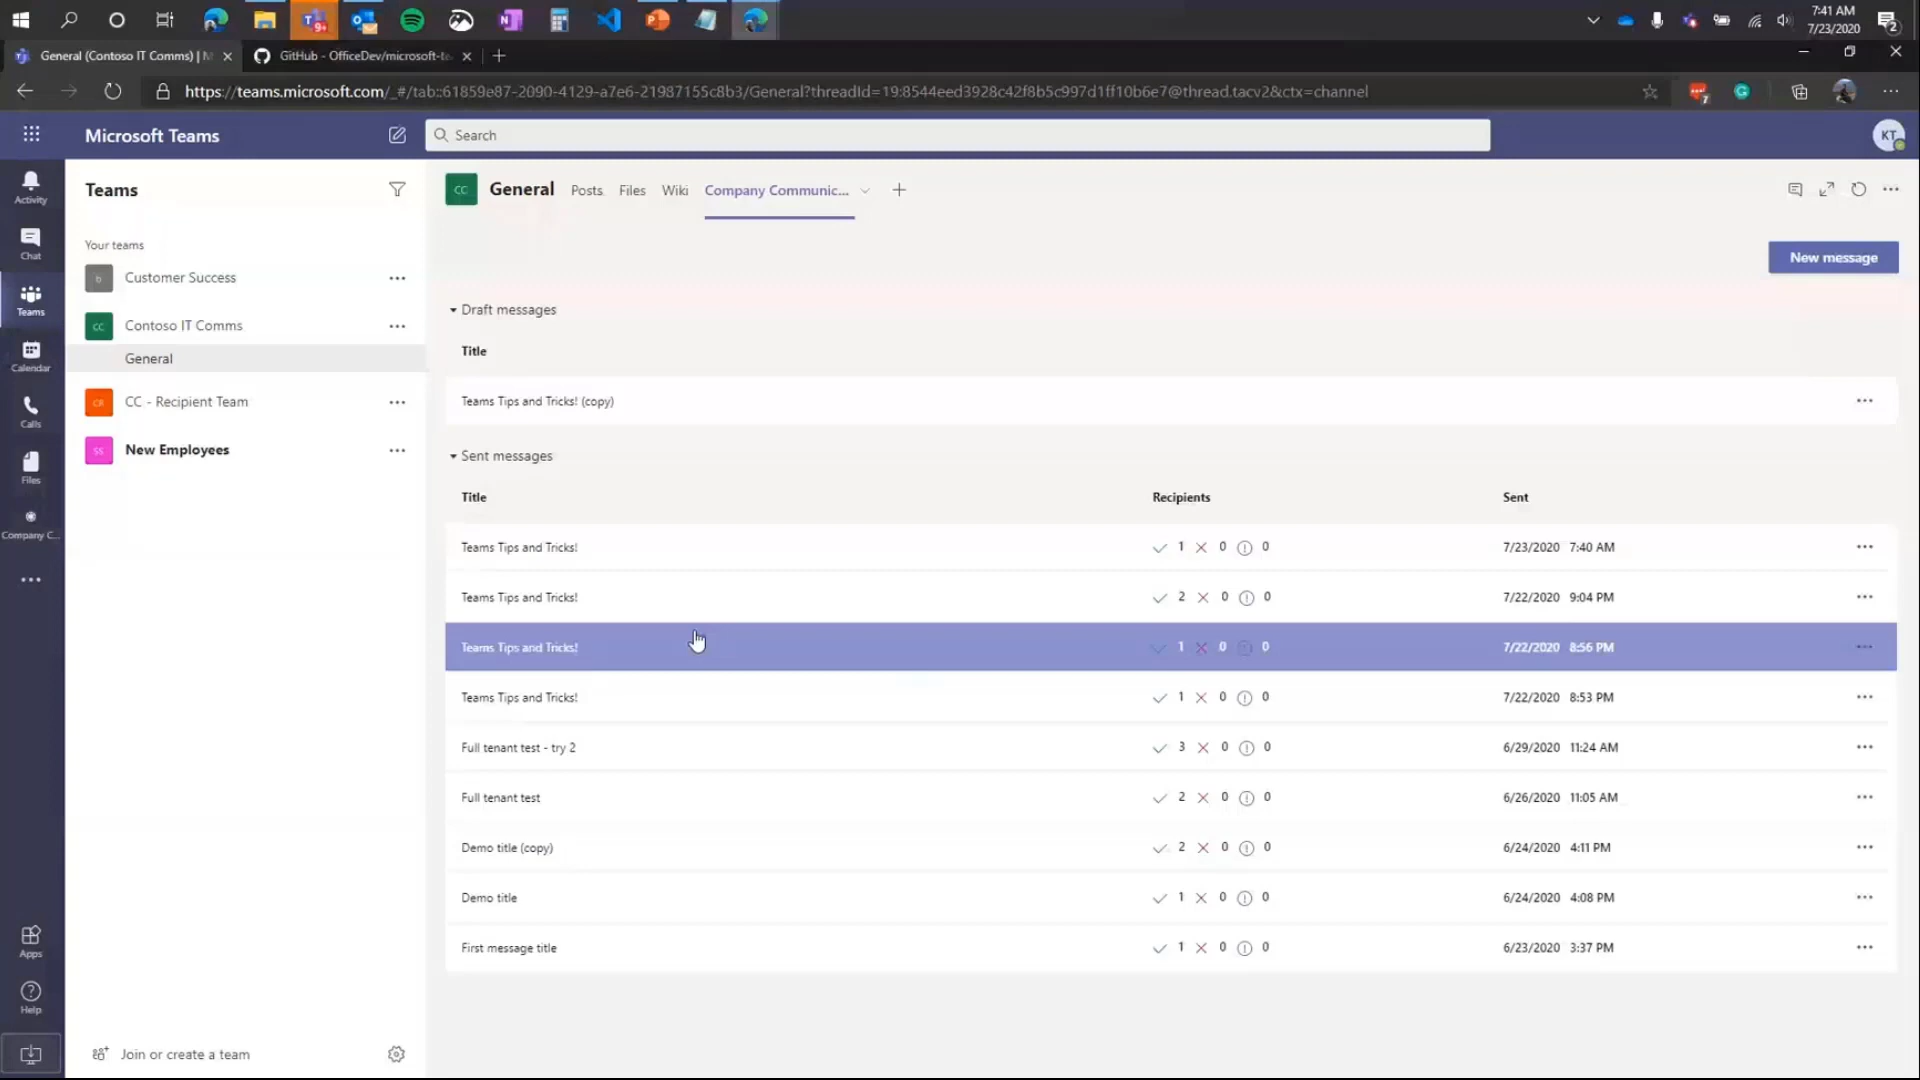 7:41 AM
7/23/2020
2
9+
General (Contoso IT Comms) | M
GitHub - OfficeDev/microsoft-te
https://teams.microsoft.com/_#/tab::61859e87-2090-4129-a7e6-21987155c8b3/General?threadId=19:8544eed3928c42f8b5c997d1ff10b6e7@thread.tacv2&ctx=channel
7
Microsoft Teams
Search
KT
Activity
Chat
Teams
Calendar
Calls
Files
Company C...
Apps
Help
Teams
Your teams
b Customer Success
CC Contoso IT Comms
General
CR CC - Recipient Team
SS New Employees
Join or create a team
CC General Posts Files Wiki Company Communic...
New message
Draft messages
Title
Teams Tips and Tricks! (copy)
Sent messages
Title Recipients Sent
Teams Tips and Tricks! 1 0 0 7/23/2020 7:40 AM
Teams Tips and Tricks! 2 0 0 7/22/2020 9:04 PM
Teams Tips and Tricks! 1 0 0 7/22/2020 8:56 PM
Teams Tips and Tricks! 1 0 0 7/22/2020 8:53 PM
Full tenant test - try 2 3 0 0 6/29/2020 11:24 AM
Full tenant test 2 0 0 6/26/2020 11:05 AM
Demo title (copy) 2 0 0 6/24/2020 4:11 PM
Demo title 1 0 0 6/24/2020 4:08 PM
First message title 1 0 0 6/23/2020 3:37 PM